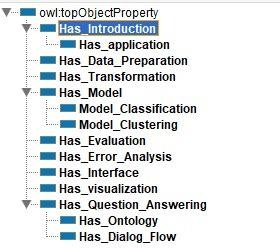 owl:topObjectProperty
Has_Introduction
Has_application
Has_Data_Preparation
Has_Transformation
Has_Model
Model_Classification
Model_Clustering
Has_Evaluation
Has_Error_Analysis
Has_Interface
Has_visualization
Has_Question_Answering
Has_Ontology
Has_Dialog_Flow